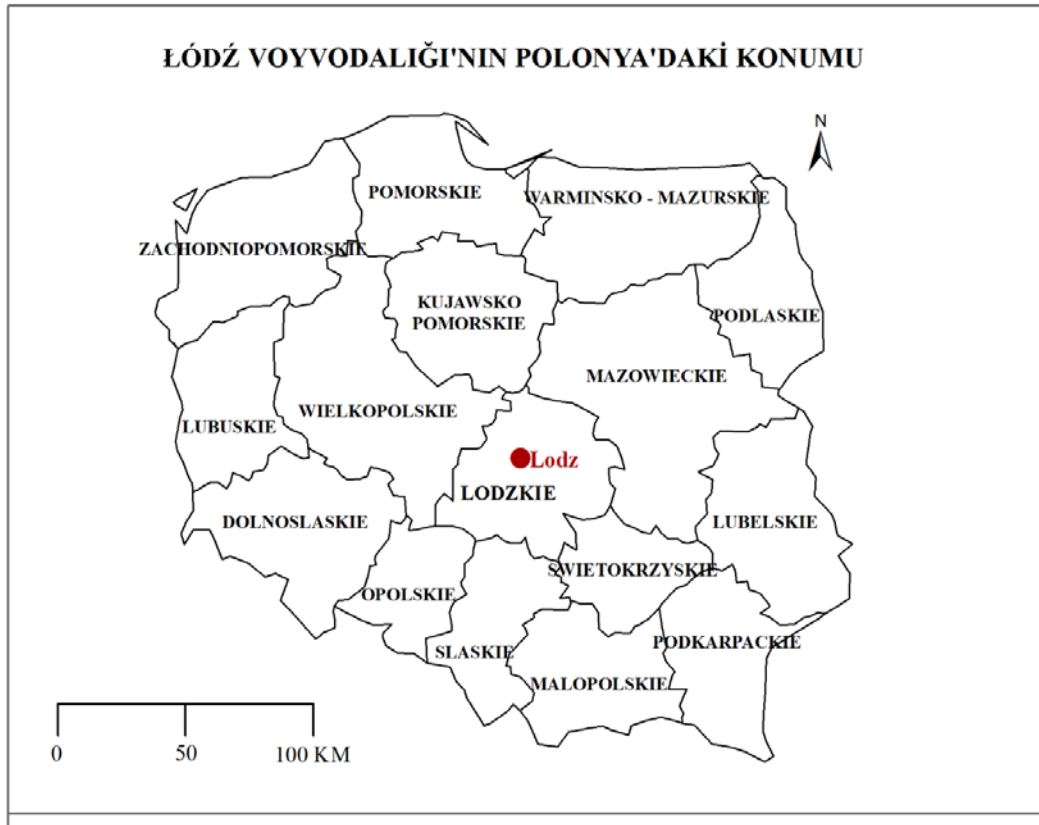 ŁÓDŹ VOYVODALIĞI'NIN POLONYA'DAKİ KONUMU
N
POMORSKIE
WARMINSKO - MAZURSKIE
ZACHODNIOPOMORSKIE
KUJAWSKO
POMORSKIE
PODLASKIE
MAZOWIECKIE
WIELKOPOLSKIE
LUBUSKIE
Lodz
LODZKIE
DOLNOSLASKIE
LUBELSKIE
SWIETOKRZYSKIE
OPOLSKIE
PODKARPACKIE
SLASKIE
MALOPOLSKIE
0 50 100 KM